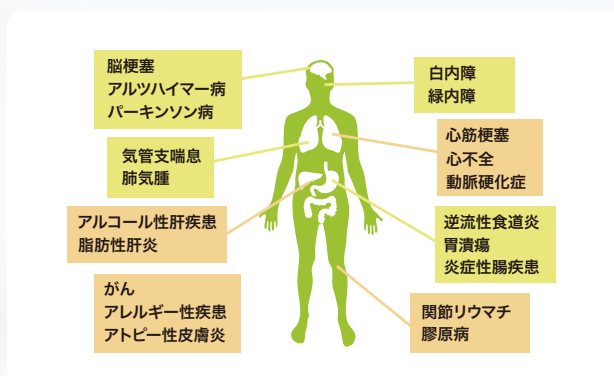 脳梗塞
アルツハイマー病
パーキンソン病
白内障
緑内障
気管支喘息
肺気腫
心筋梗塞
心不全
動脈硬化症
アルコール性肝疾患
脂肪性肝炎
逆流性食道炎
胃潰瘍
炎症性腸疾患
がん
アレルギー性疾患
アトピー性皮膚炎
関節リウマチ
膠原病